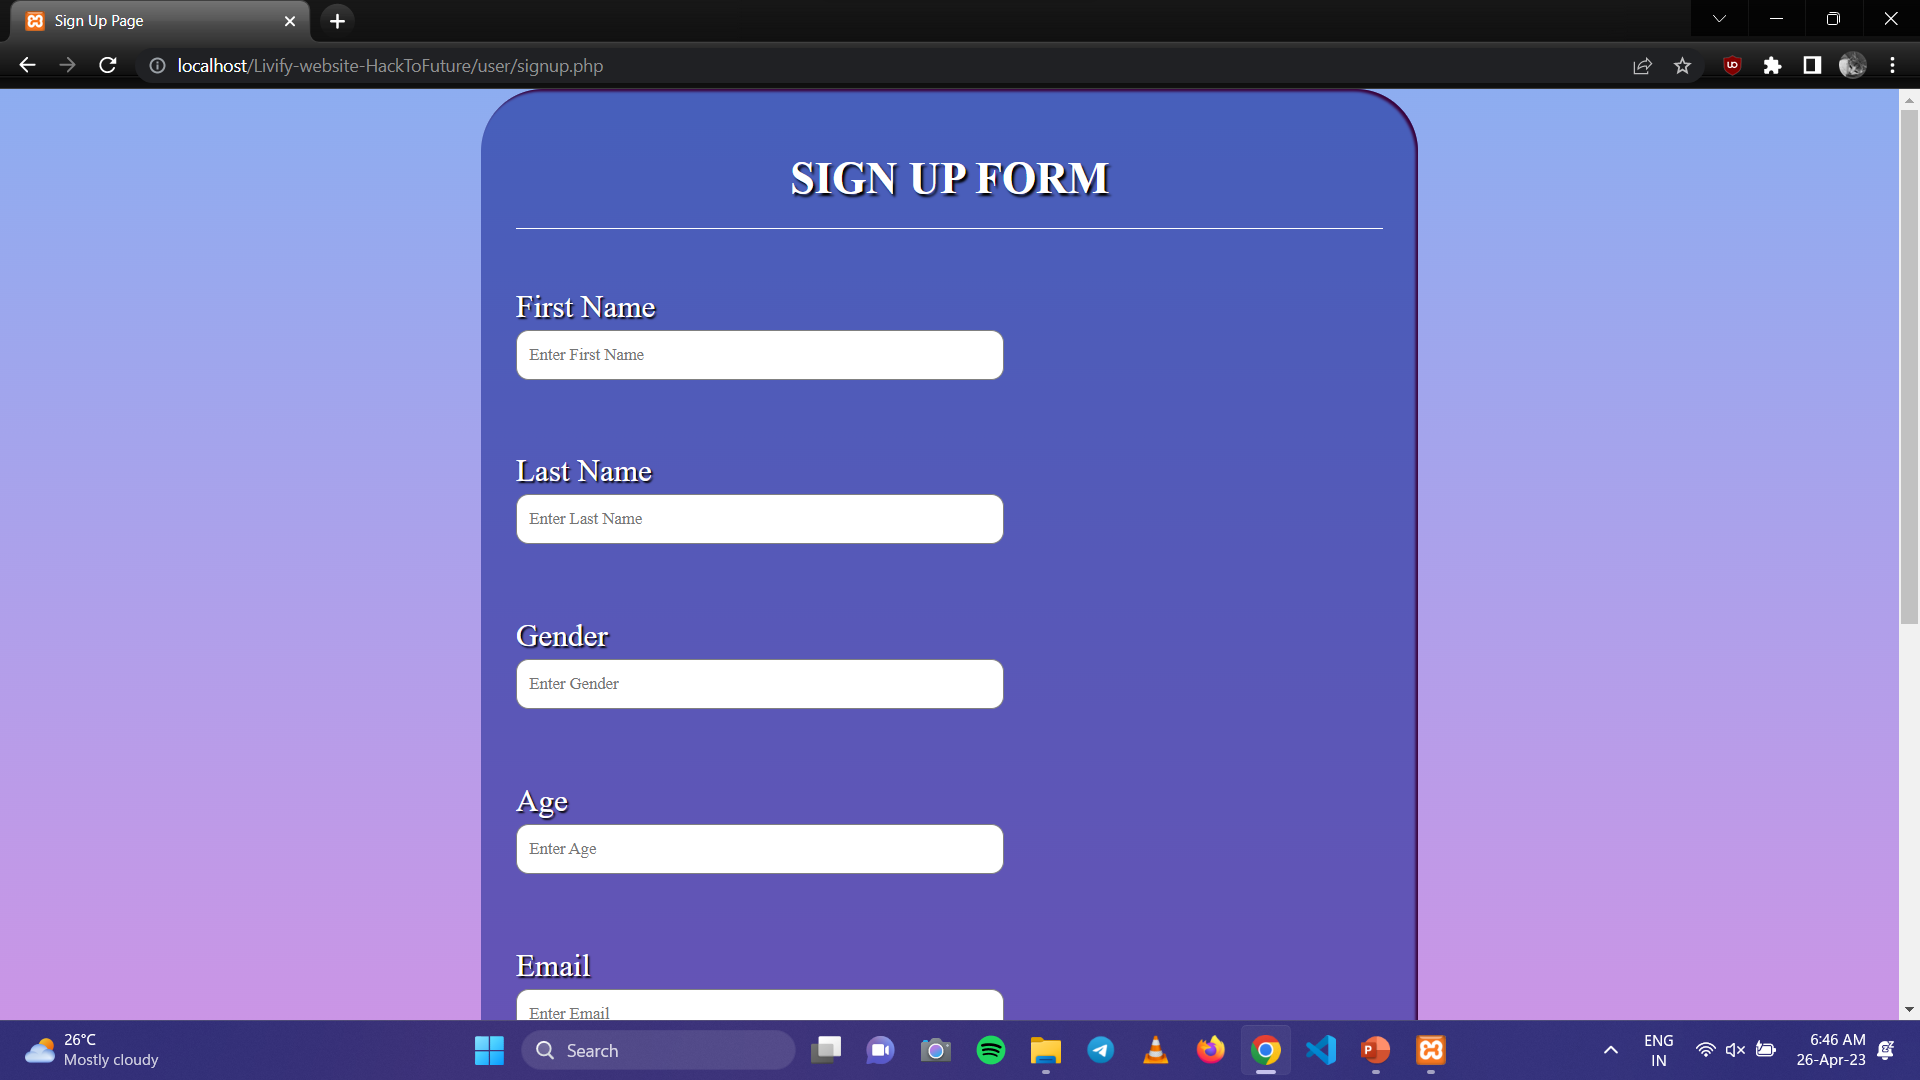 Sign Up Page
localhost/Livify-website-HackToFuture/user/signup.php
SIGN UP FORM
First Name
Enter First Name
Last Name
Enter Last Name
Gender
Enter Gender
Age
Enter Age
Email
Enter Email
26°C
Mostly cloudy
Search
ENG
IN
6:46 AM
26-Apr-23